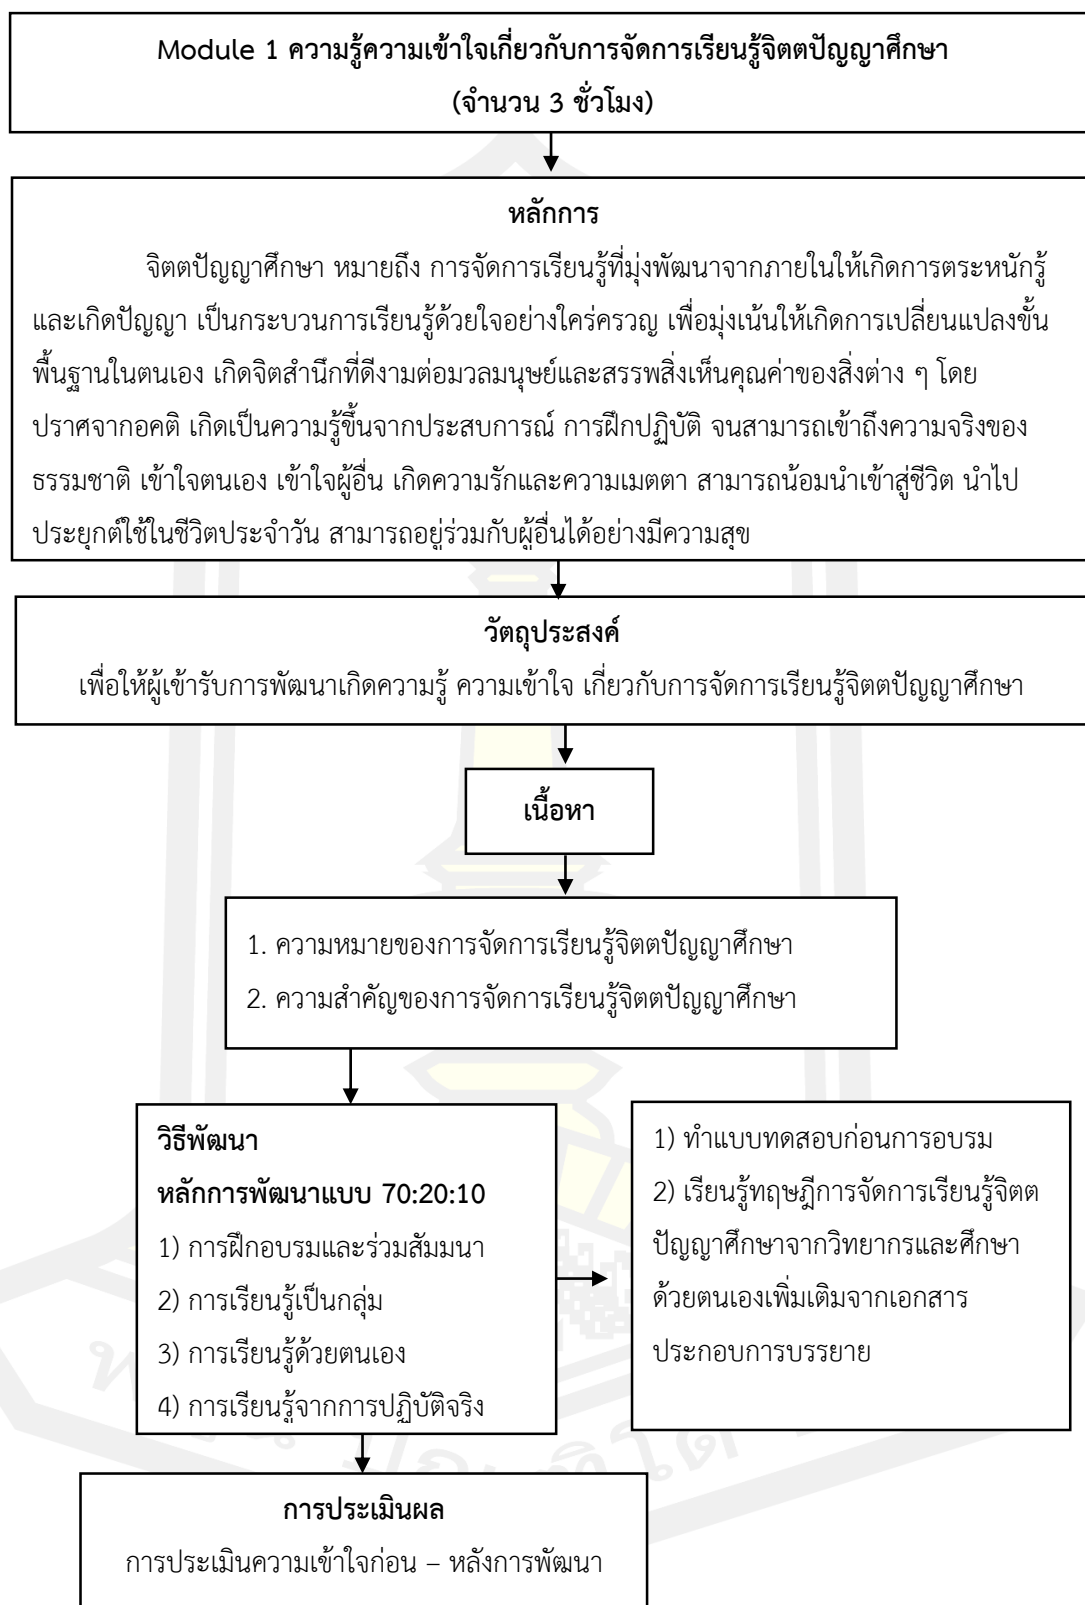 Module 1 ความรู้ความเข้าใจเกี่ยวกับการจัดการเรียนรู้จิตตปัญญาศึกษา
(จำนวน 3 ชั่วโมง)
หลักการ
จิตตปัญญาศึกษา หมายถึง การจัดการเรียนรู้ที่มุ่งพัฒนาจากภายในให้เกิดการตระหนักรู้
และเกิดปัญญา เป็นกระบวนการเรียนรู้ด้วยใจอย่างใคร่ครวญ เพื่อมุ่งเน้นให้เกิดการเปลี่ยนแปลงขั้น
พื้นฐานในตนเอง เกิดจิตสำนึกที่ดีงามต่อมวลมนุษย์และสรรพสิ่งเห็นคุณค่าของสิ่งต่าง ๆ โดย
ปราศจากอคติ เกิดเป็นความรู้ขึ้นจากประสบการณ์ การฝึกปฏิบัติ จนสามารถเข้าถึงความจริงของ
ธรรมชาติ เข้าใจตนเอง เข้าใจผู้อื่น เกิดความรักและความเมตตา สามารถน้อมนำเข้าสู่ชีวิต นำไป
ประยุกต์ใช้ในชีวิตประจำวัน สามารถอยู่ร่วมกับผู้อื่นได้อย่างมีความสุข
วัตถุประสงค์
เพื่อให้ผู้เข้ารับการพัฒนาเกิดความรู้ ความเข้าใจ เกี่ยวกับการจัดการเรียนรู้จิตตปัญญาศึกษา
เนื้อหา
1. ความหมายของการจัดการเรียนรู้จิตตปัญญาศึกษา
2. ความสำคัญของการจัดการเรียนรู้จิตตปัญญาศึกษา
วิธีพัฒนา
หลักการพัฒนาแบบ 70:20:10
1) การฝึกอบรมและร่วมสัมมนา
2) การเรียนรู้เป็นกลุ่ม
3) การเรียนรู้ด้วยตนเอง
4) การเรียนรู้จากการปฏิบัติจริง
1) ทำแบบทดสอบก่อนการอบรม
2) เรียนรู้ทฤษฎีการจัดการเรียนรู้จิตต
ปัญญาศึกษาจากวิทยากรและศึกษา
ด้วยตนเองเพิ่มเติมจากเอกสาร
ประกอบการบรรยาย
การประเมินผล
การประเมินความเข้าใจก่อน – หลังการพัฒนา